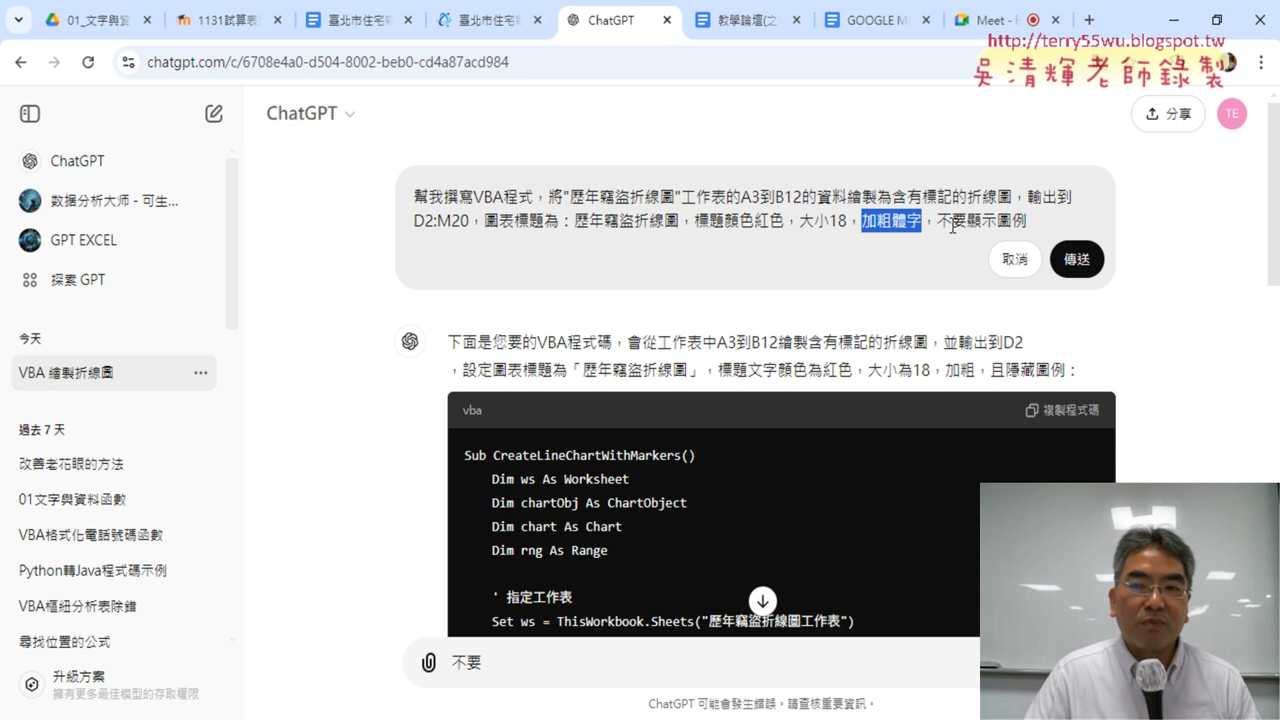 01_文字與資
1131試算表
臺北市住宅
臺北市住宅
ChatGPT
教學論壇(之
GOOGLE M
Meet -
http://terry55wu.blogspot.tw
chatgpt.com/c/6708e4a0-d504-8002-beb0-cd4a87acd984
吳清輝老師錄製
ChatGPT
分享
TE
ChatGPT
数据分析大师 - 可生...
GPT EXCEL
探索 GPT
今天
VBA 繪製折線圖
過去 7 天
改善老花眼的方法
01文字與資料函數
VBA格式化電話號碼函數
Python轉Java程式碼示例
VBA樞紐分析表除錯
尋找位置的公式
升級方案
擁有更多最佳模型的存取權限
幫我撰寫VBA程式，將"歷年竊盜折線圖"工作表的A3到B12的資料繪製為含有標記的折線圖，輸出到
D2:M20，圖表標題為：歷年竊盜折線圖，標題顏色紅色，大小18，加粗體字，不要顯示圖例
取消
傳送
下面是您要的VBA程式碼，會從工作表中A3到B12繪製含有標記的折線圖，並輸出到D2
，設定圖表標題為「歷年竊盜折線圖」，標題文字顏色為紅色，大小為18，加粗，且隱藏圖例：
vba
複製程式碼
Sub CreateLineChartWithMarkers()
Dim ws As Worksheet
Dim chartObj As ChartObject
Dim chart As Chart
Dim rng As Range
' 指定工作表
Set ws = ThisWorkbook.Sheets("歷年竊盜折線圖工作表")
不要
ChatGPT 可能會發生錯誤。請查核重要資訊。